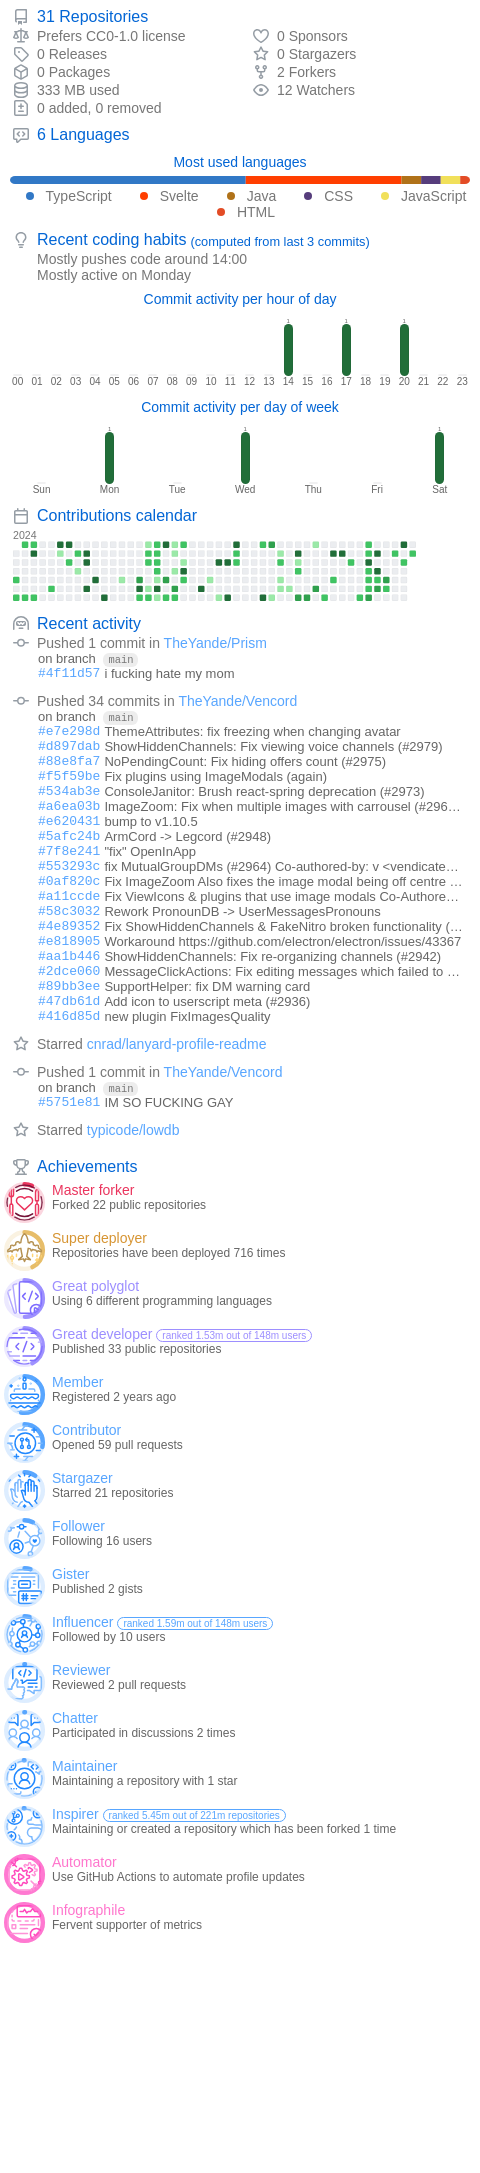 31 Repositories
Prefers CC0-1.0 license
0 Sponsors
0 Releases
0 Stargazers
0 Packages
2 Forkers
333 MB used
12 Watchers
0 added, 0 removed
6 Languages
Most used languages
TypeScript Svelte Java CSS JavaScript
HTML
Recent coding habits (computed from last 3 commits)
Mostly pushes code around 14:00
Mostly active on Monday
Commit activity per hour of day
1 1 1
00 01 02 03 04 05 06 07 08 09 10 11 12 13 14 15 16 17 18 19 20 21 22 23
Commit activity per day of week
1 1 1
Sun Mon Tue Wed Thu Fri Sat
Contributions calendar
2024
Recent activity
Pushed 1 commit in TheYande/Prism
on branch main
#4f11d57 i fucking hate my mom
Pushed 34 commits in TheYande/Vencord
on branch main
#e7e298d ThemeAttributes: fix freezing when changing avatar
#d897dab ShowHiddenChannels: Fix viewing voice channels (#2979)
#88e8fa7 NoPendingCount: Fix hiding offers count (#2975)
#f5f59be Fix plugins using ImageModals (again)
#534ab3e ConsoleJanitor: Brush react-spring deprecation (#2973)
#a6ea03b ImageZoom: Fix when multiple images with carrousel (#296…
#e620431 bump to v1.10.5
#5afc24b ArmCord -> Legcord (#2948)
#7f8e241 "fix" OpenInApp
#553293c fix MutualGroupDMs (#2964) Co-authored-by: v <vendicate…
#0af820c Fix ImageZoom Also fixes the image modal being off centre …
#a11ccde Fix ViewIcons & plugins that use image modals Co-Authore…
#58c3032 Rework PronounDB -> UserMessagesPronouns
#4e89352 Fix ShowHiddenChannels & FakeNitro broken functionality (…
#e818905 Workaround https://github.com/electron/electron/issues/43367
#aa1b446 ShowHiddenChannels: Fix re-organizing channels (#2942)
#2dce060 MessageClickActions: Fix editing messages which failed to …
#89bb3ee SupportHelper: fix DM warning card
#47db61d Add icon to userscript meta (#2936)
#416d85d new plugin FixImagesQuality
Starred cnrad/lanyard-profile-readme
Pushed 1 commit in TheYande/Vencord
on branch main
#5751e81 IM SO FUCKING GAY
Starred typicode/lowdb
Achievements
Master forker
Forked 22 public repositories
Super deployer
Repositories have been deployed 716 times
Great polyglot
Using 6 different programming languages
Great developer ranked 1.53m out of 148m users
Published 33 public repositories
Member
Registered 2 years ago
Contributor
Opened 59 pull requests
Stargazer
Starred 21 repositories
Follower
Following 16 users
Gister
Published 2 gists
Influencer ranked 1.59m out of 148m users
Followed by 10 users
Reviewer
Reviewed 2 pull requests
Chatter
Participated in discussions 2 times
Maintainer
Maintaining a repository with 1 star
Inspirer ranked 5.45m out of 221m repositories
Maintaining or created a repository which has been forked 1 time
Automator
Use GitHub Actions to automate profile updates
Infographile
Fervent supporter of metrics